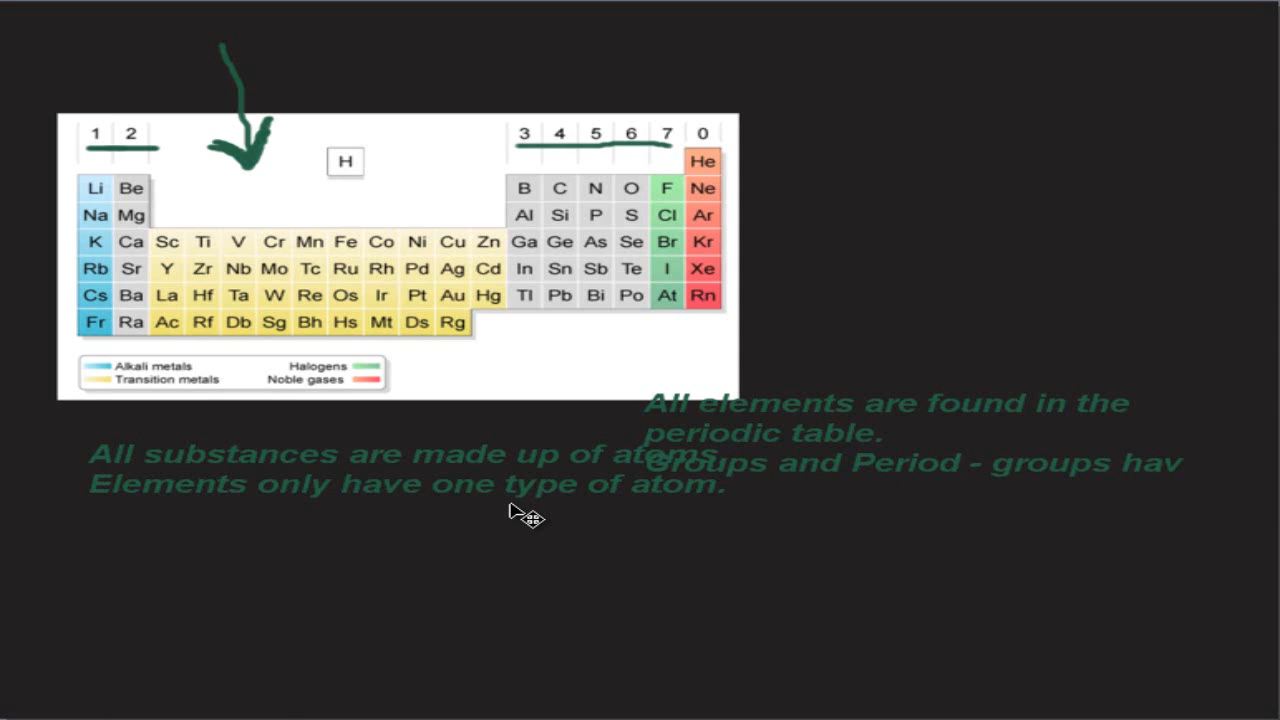 1 2 3 4 5 6 7 0
H He
Li Be B C N O F Ne
Na Mg Al Si P S Cl Ar
K Ca Sc Ti V Cr Mn Fe Co Ni Cu Zn Ga Ge As Se Br Kr
Rb Sr Y Zr Nb Mo Tc Ru Rh Pd Ag Cd In Sn Sb Te I Xe
Cs Ba La Hf Ta W Re Os Ir Pt Au Hg Tl Pb Bi Po At Rn
Fr Ra Ac Rf Db Sg Bh Hs Mt Ds Rg
Alkali metals Halogens
Transition metals Noble gases
All substances are made up of atoms.
Elements only have one type of atom.
All elements are found in the
periodic table.
Groups and Period - groups hav